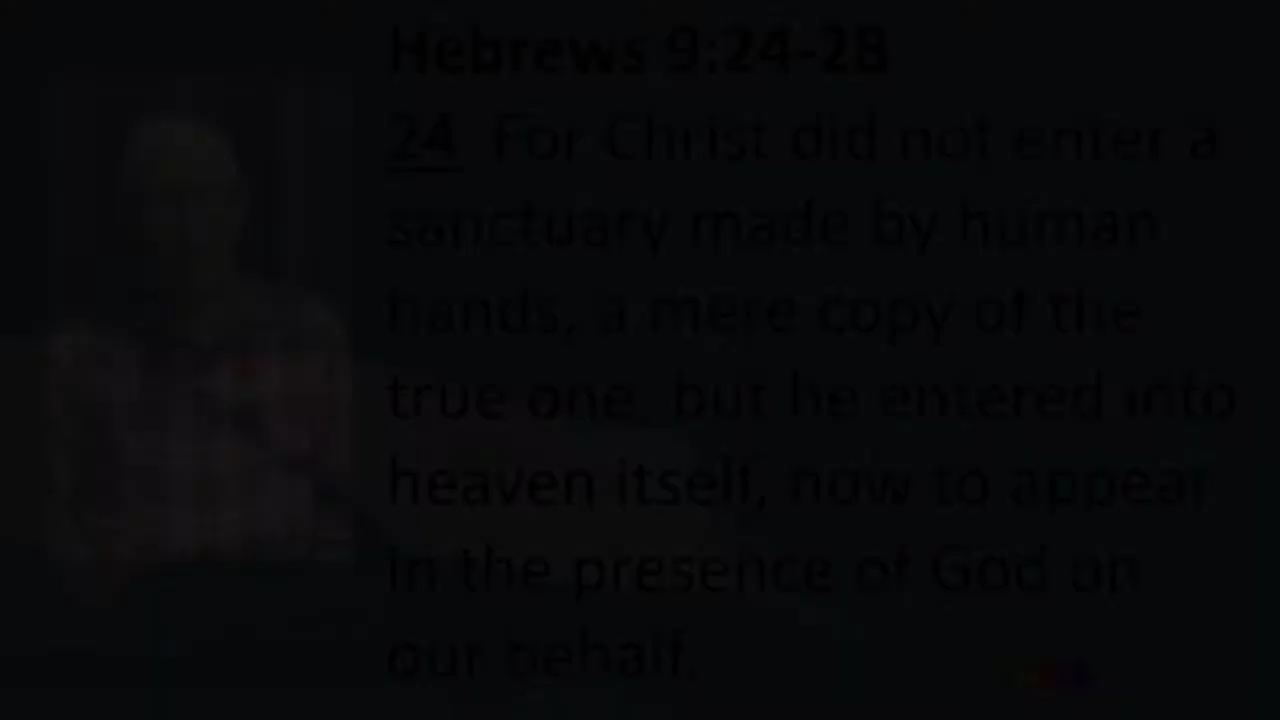 Hebrews 9:24-28
24 For Christ did not enter a
sanctuary made by human
hands, a mere copy of the
true one, but he entered into
heaven itself, now to appear
in the presence of God on
our behalf.